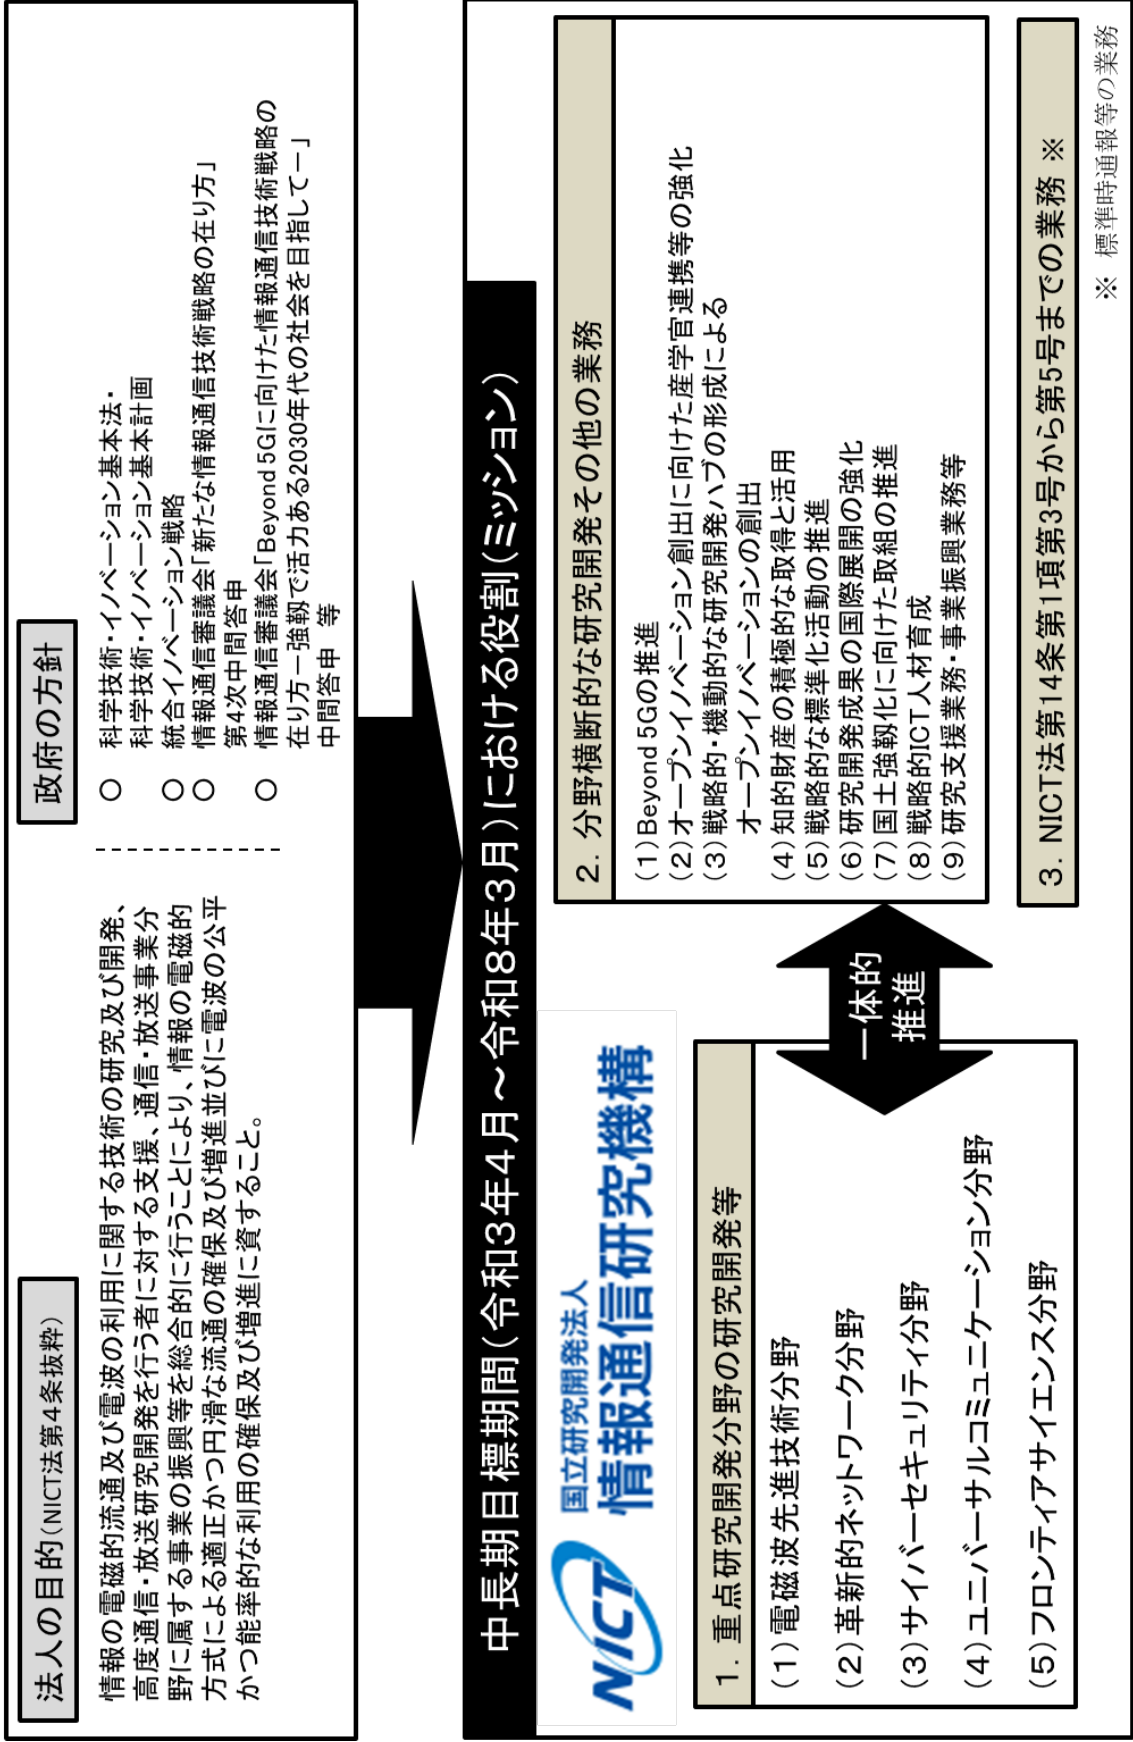 法人の目的(NICT法第4条抜粋)
情報の電磁的流通及び電波の利用に関する技術の研究及び開発、
高度通信・放送研究開発を行う者に対する支援、通信・放送事業分
野に属する事業の振興等を総合的に行うことにより、情報の電磁的
方式による適正かつ円滑な流通の確保及び増進並びに電波の公平
かつ能率的な利用の確保及び増進に資すること。
政府の方針
○ 科学技術・イノベーション基本法・
科学技術・イノベーション基本計画
○ 統合イノベーション戦略
○ 情報通信審議会「新たな情報通信技術戦略の在り方」
第4次中間答申
○ 情報通信審議会「Beyond 5Gに向けた情報通信技術戦略の
在り方ー強靱で活力ある2030年代の社会を目指してー」
中間答申 等
中長期目標期間(令和3年4月～令和8年3月)における役割(ミッション)
NICT
国立研究開発法人
情報通信研究機構
1. 重点研究開発分野の研究開発等
(1)電磁波先進技術分野
(2)革新的ネットワーク分野
(3)サイバーセキュリティ分野
(4)ユニバーサルコミュニケーション分野
(5)フロンティアサイエンス分野
一体的
推進
2. 分野横断的な研究開発その他の業務
(1)Beyond 5Gの推進
(2)オープンイノベーション創出に向けた産学官連携等の強化
(3)戦略的・機動的な研究開発ハブの形成による
オープンイノベーションの創出
(4)知的財産の積極的な取得と活用
(5)戦略的な標準化活動の推進
(6)研究開発成果の国際展開の強化
(7)国土強靱化に向けた取組の推進
(8)戦略的ICT人材育成
(9)研究支援業務・事業振興業務等
3. NICT法第14条第1項第3号から第5号までの業務 ※
※ 標準時通報等の業務